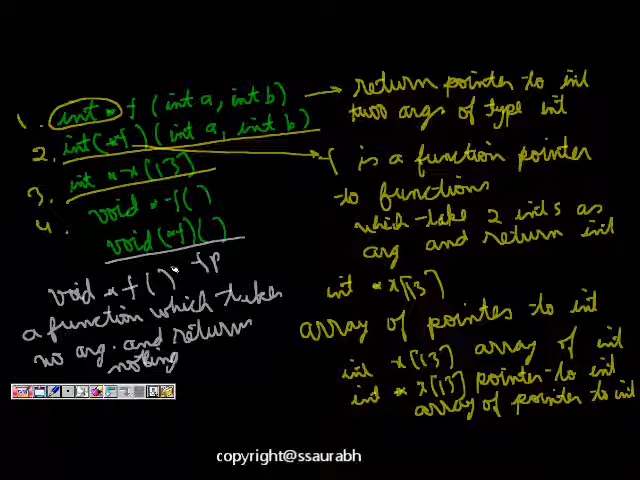 1. int * f ( int a , int b )
2. int ( *f ) ( int a , int b )
3. int * x [13]
4. void * f ( )
void ( *f ) ( )
fp
void * f ( )
a function which takes
no arg. and return
nothing
return pointer to int
two args of type int
f is a function pointer
to functions
which take 2 ints as
arg and return int
int * x [13]
array of pointes to int
int x [13] array of int
int * x [13] pointer to int
array of pointer to int
copyright@ssaurabh